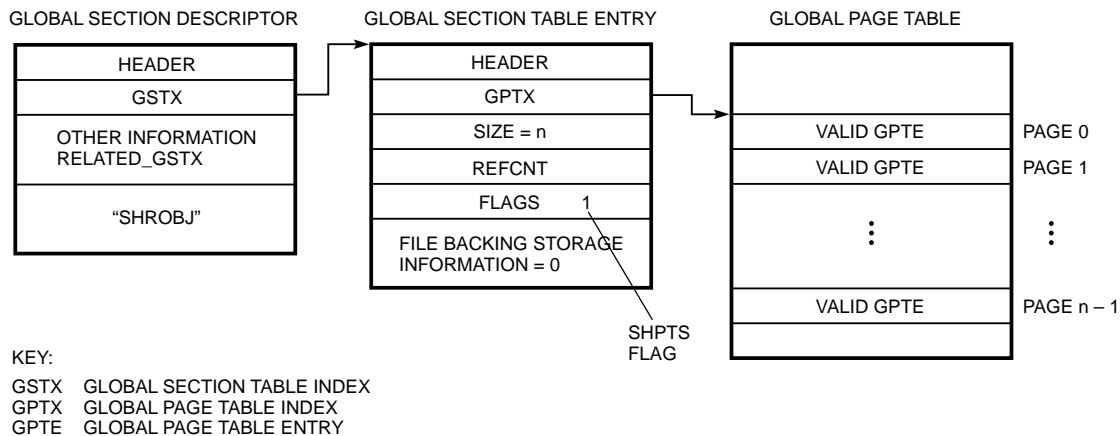 GLOBAL SECTION DESCRIPTOR
HEADER
GSTX
OTHER INFORMATION
RELATED_GSTX
“SHROBJ”
GLOBAL SECTION TABLE ENTRY
HEADER
GPTX
SIZE = n
REFCNT
FLAGS 1
FILE BACKING STORAGE
INFORMATION = 0
SHPTS
FLAG
GLOBAL PAGE TABLE
VALID GPTE PAGE 0
VALID GPTE PAGE 1
VALID GPTE PAGE n – 1
KEY:
GSTX GLOBAL SECTION TABLE INDEX
GPTX GLOBAL PAGE TABLE INDEX
GPTE GLOBAL PAGE TABLE ENTRY